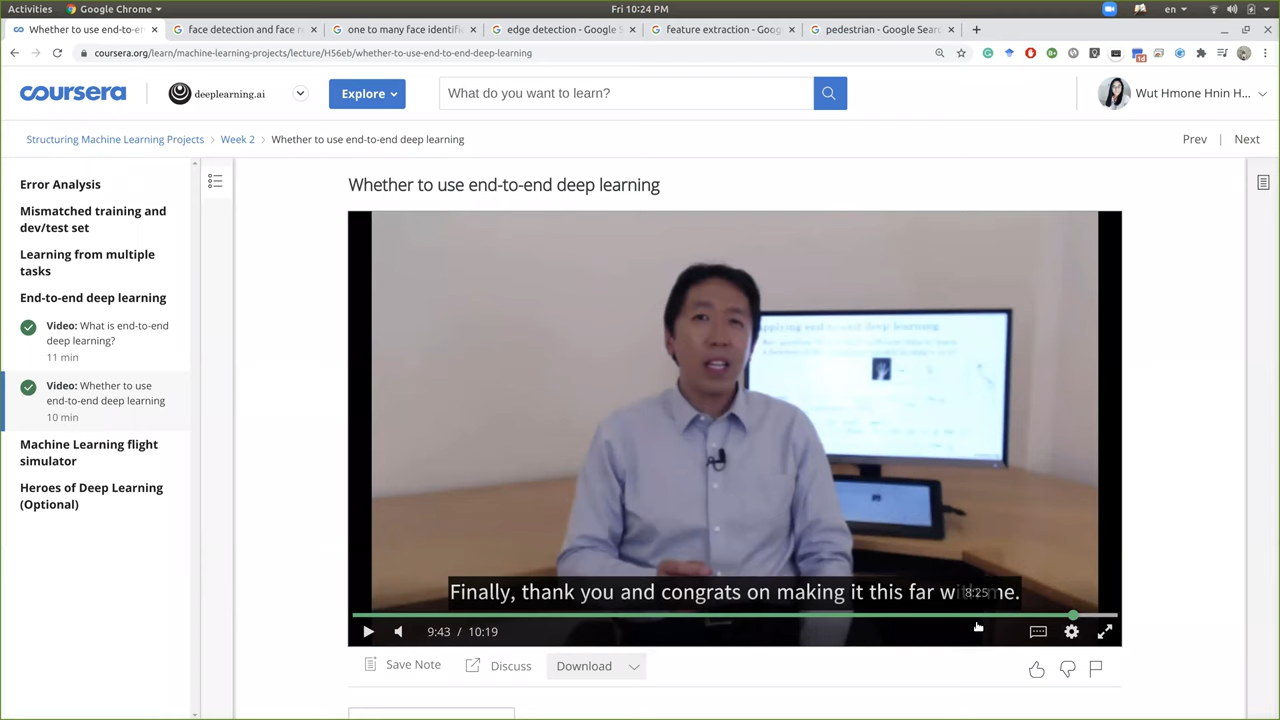 Activities
Google Chrome
Fri 10:24 PM
en
Whether to use end-to-e
face detection and face r
one to many face identifi
edge detection - Google S
feature extraction - Goog
pedestrian - Google Sear
coursera.org/learn/machine-learning-projects/lecture/H56eb/whether-to-use-end-to-end-deep-learning
coursera
deeplearning.ai
Explore
What do you want to learn?
Wut Hmone Hnin H...
Structuring Machine Learning Projects
Week 2
Whether to use end-to-end deep learning
Prev
Next
Error Analysis
Mismatched training and
dev/test set
Learning from multiple
tasks
End-to-end deep learning
Video: What is end-to-end
deep learning?
11 min
Video: Whether to use
end-to-end deep learning
10 min
Machine Learning flight
simulator
Heroes of Deep Learning
(Optional)
Whether to use end-to-end deep learning
Applying end-to-end deep learning
Finally, thank you and congrats on making it this far with me.
8:25
9:43 / 10:19
Save Note
Discuss
Download